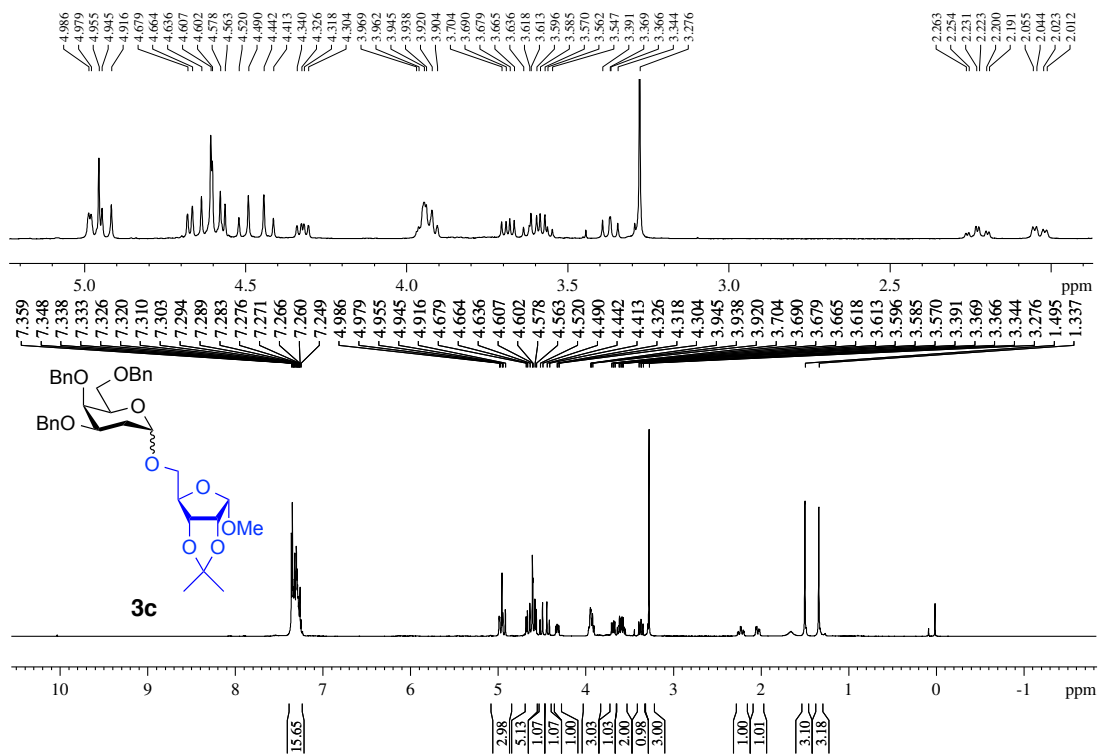 4.986 4.979 4.955 4.945 4.916 4.679 4.664 4.636 4.607 4.602 4.578 4.563 4.520 4.490 4.442 4.413 4.340 4.326 4.318 4.304 3.969 3.962 3.945 3.938 3.920 3.904 3.704 3.690 3.679 3.665 3.636 3.618 3.613 3.596 3.585 3.570 3.562 3.547 3.391 3.369 3.366 3.344 3.276 2.263 2.254 2.231 2.223 2.200 2.191 2.055 2.044 2.023 2.012
5.0 4.5 4.0 3.5 3.0 2.5 ppm
7.359 7.348 7.338 7.333 7.326 7.320 7.310 7.303 7.294 7.289 7.283 7.276 7.271 7.266 7.260 7.249 4.986 4.979 4.955 4.945 4.916 4.679 4.664 4.636 4.607 4.602 4.578 4.563 4.520 4.490 4.442 4.413 4.326 4.318 4.304 3.945 3.938 3.920 3.704 3.690 3.679 3.665 3.618 3.613 3.596 3.585 3.570 3.391 3.369 3.366 3.344 3.276 1.495 1.337
BnO OBn
O
BnO
O
O
OMe
O O
3c
10 9 8 7 6 5 4 3 2 1 0 -1 ppm
15.65 2.98 5.13 1.07 1.07 1.00 3.03 1.03 2.00 0.98 3.00 1.00 1.01 3.10 3.18